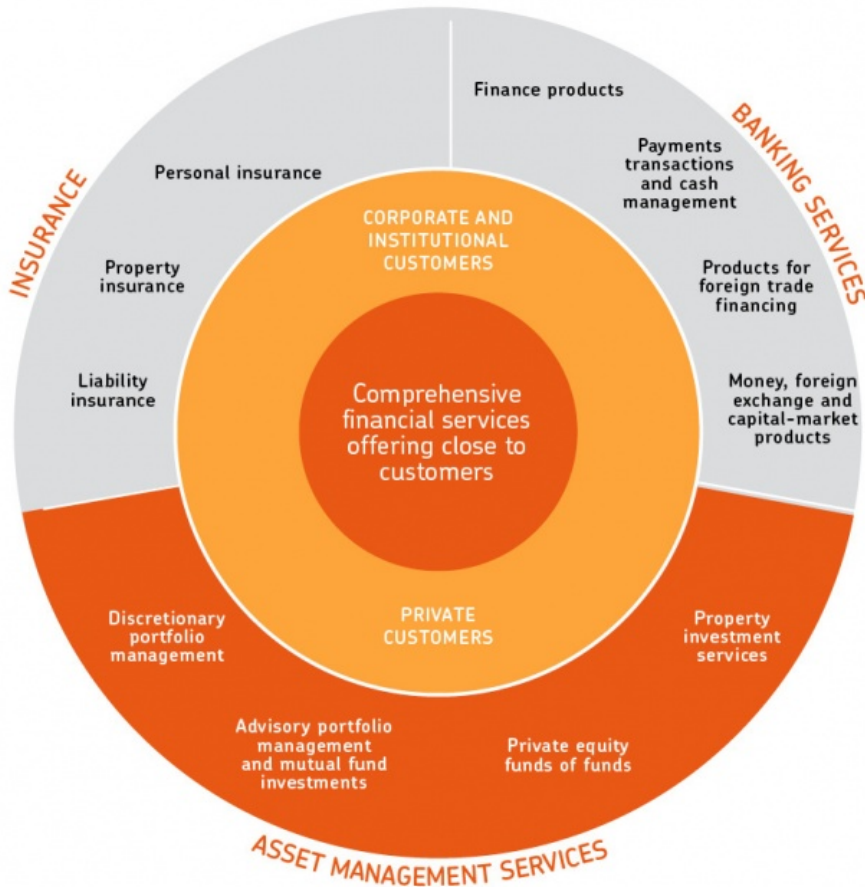 INSURANCE
Personal insurance
Property
insurance
Liability
insurance
BANKING SERVICES
Finance products
Payments
transactions
and cash
management
Products for
foreign trade
financing
Money, foreign
exchange and
capital-market
products
CORPORATE AND
INSTITUTIONAL
CUSTOMERS
Comprehensive
financial services
offering close to
customers
PRIVATE
CUSTOMERS
Discretionary
portfolio
management
Advisory portfolio
management
and mutual fund
investments
Private equity
funds of funds
Property
investment
services
ASSET MANAGEMENT SERVICES